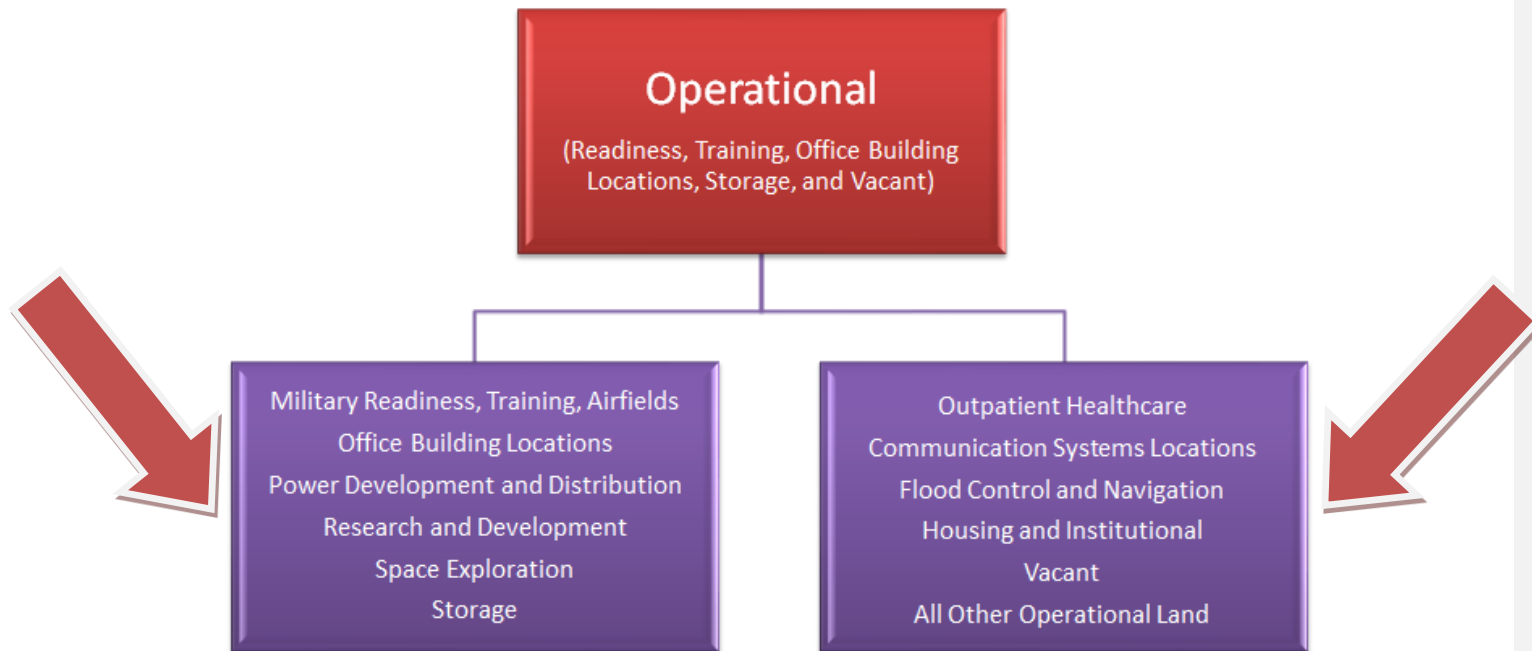 Operational
(Readiness, Training, Office Building
Locations, Storage, and Vacant)
Military Readiness, Training, Airfields
Office Building Locations
Power Development and Distribution
Research and Development
Space Exploration
Storage
Outpatient Healthcare
Communication Systems Locations
Flood Control and Navigation
Housing and Institutional
Vacant
All Other Operational Land